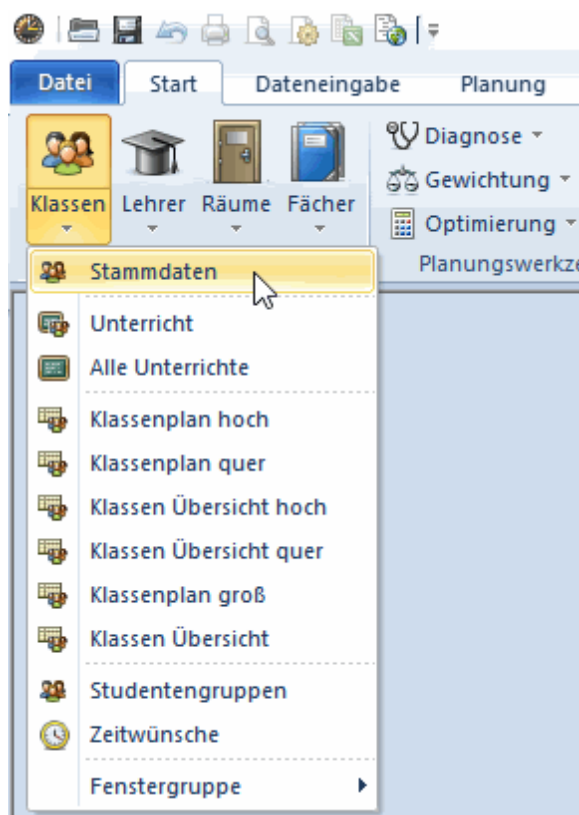 Datei Start Dateneingabe Planung
Klassen Lehrer Räume Fächer
Diagnose
Gewichtung
Optimierung
Stammdaten
Unterricht
Alle Unterrichte
Klassenplan hoch
Klassenplan quer
Klassen Übersicht hoch
Klassen Übersicht quer
Klassenplan groß
Klassen Übersicht
Studentengruppen
Zeitwünsche
Fenstergruppe